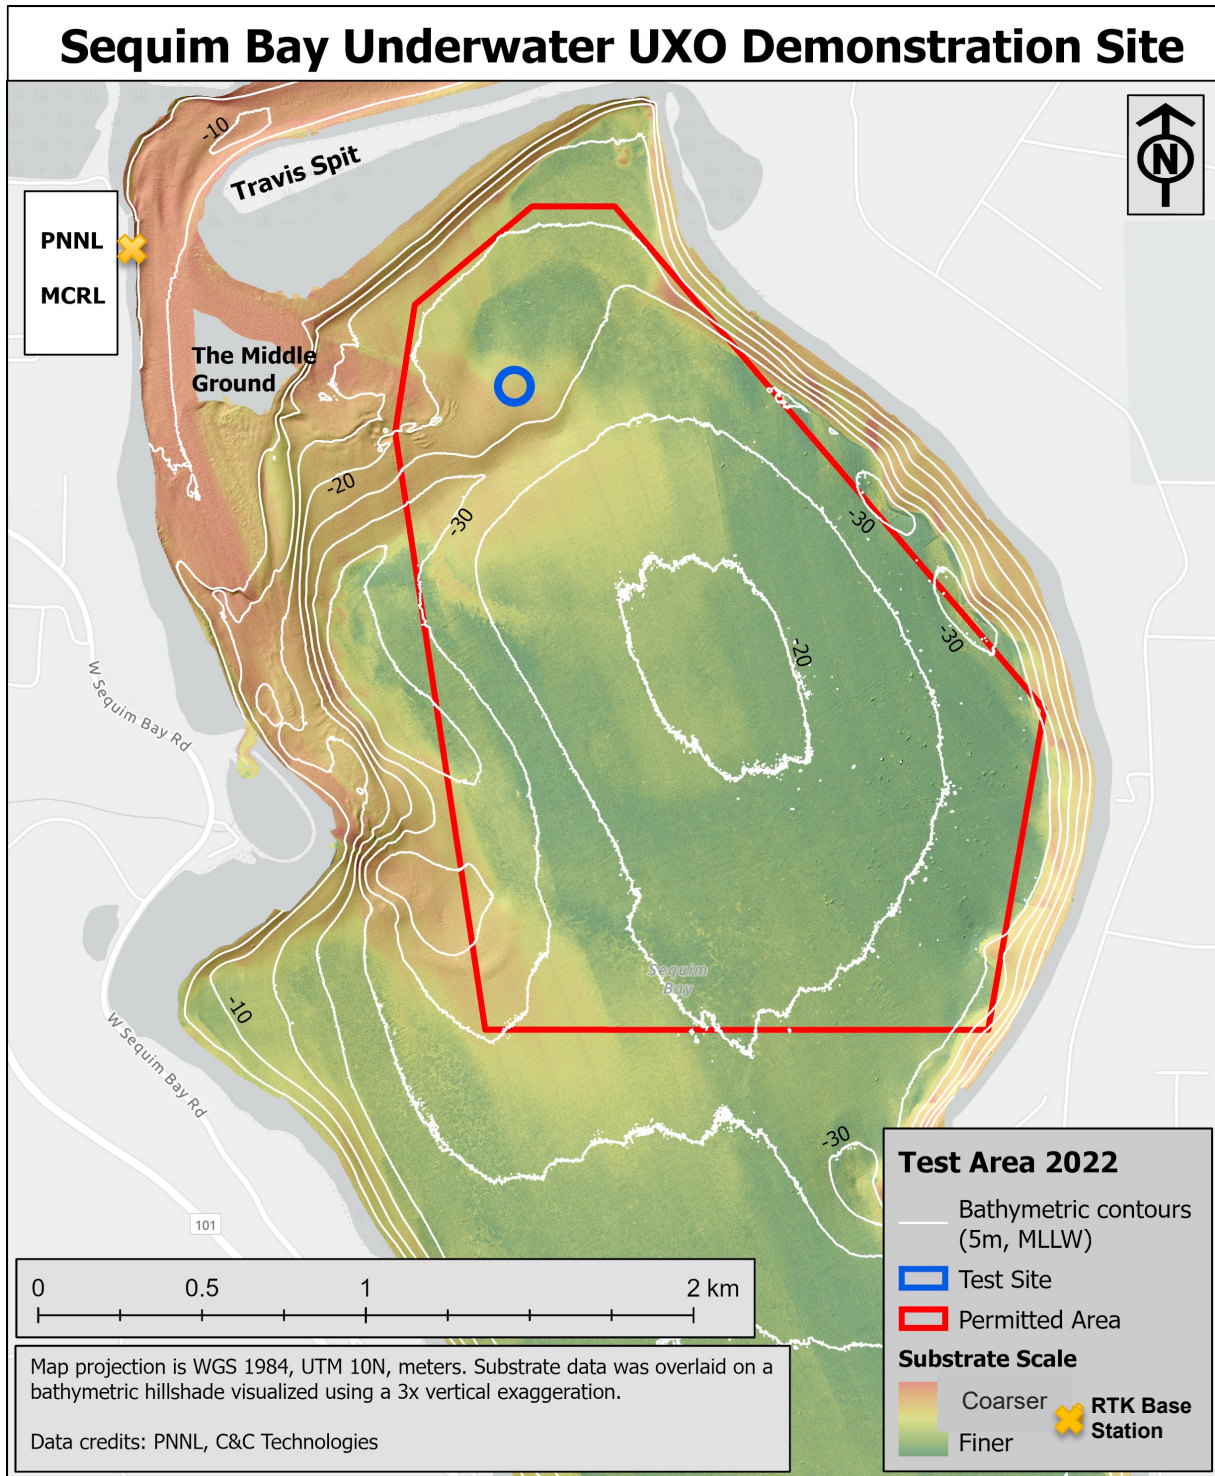 Sequim Bay Underwater UXO Demonstration Site
N
-10
Travis Spit
PNNL
MCRL
The Middle
Ground
-20
-30
-30
-30
-20
W Sequim Bay Rd
Sequim
Bay
-10
W Sequim Bay Rd
-30
101
Test Area 2022
Bathymetric contours
(5m, MLLW)
Test Site
Permitted Area
Substrate Scale
Coarser
Finer
RTK Base
Station
0 0.5 1 2 km
Map projection is WGS 1984, UTM 10N, meters. Substrate data was overlaid on a
bathymetric hillshade visualized using a 3x vertical exaggeration.
Data credits: PNNL, C&C Technologies